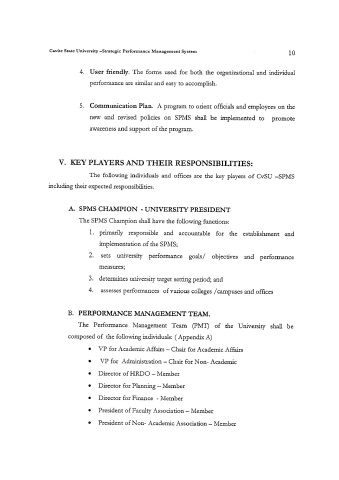 Cavite State University –Strategic Performance Management System
10
4. User friendly. The forms used for both the organizational and individual
performance are similar and easy to accomplish.
5. Communication Plan. A program to orient officials and employees on the
new and revised policies on SPMS shall be implemented to promote
awareness and support of the program.
V. KEY PLAYERS AND THEIR RESPONSIBILITIES:
The following individuals and offices are the key players of CvSU –SPMS
including their expected responsibilities.
A. SPMS CHAMPION - UNIVERSITY PRESIDENT
The SPMS Champion shall have the following functions:
1. primarily responsible and accountable for the establishment and
implementation of the SPMS;
2. sets university performance goals/ objectives and performance
measures;
3. determines university target setting period; and
4. assesses performances of various colleges /campuses and offices
B. PERFORMANCE MANAGEMENT TEAM.
The Performance Management Team (PMT) of the University shall be
composed of the following individuals: ( Appendix A)
• VP for Academic Affairs – Chair for Academic Affairs
• VP for Administration – Chair for Non- Academic
• Director of HRDO – Member
• Director for Planning – Member
• Director for Finance - Member
• President of Faculty Association – Member
• President of Non- Academic Association – Member